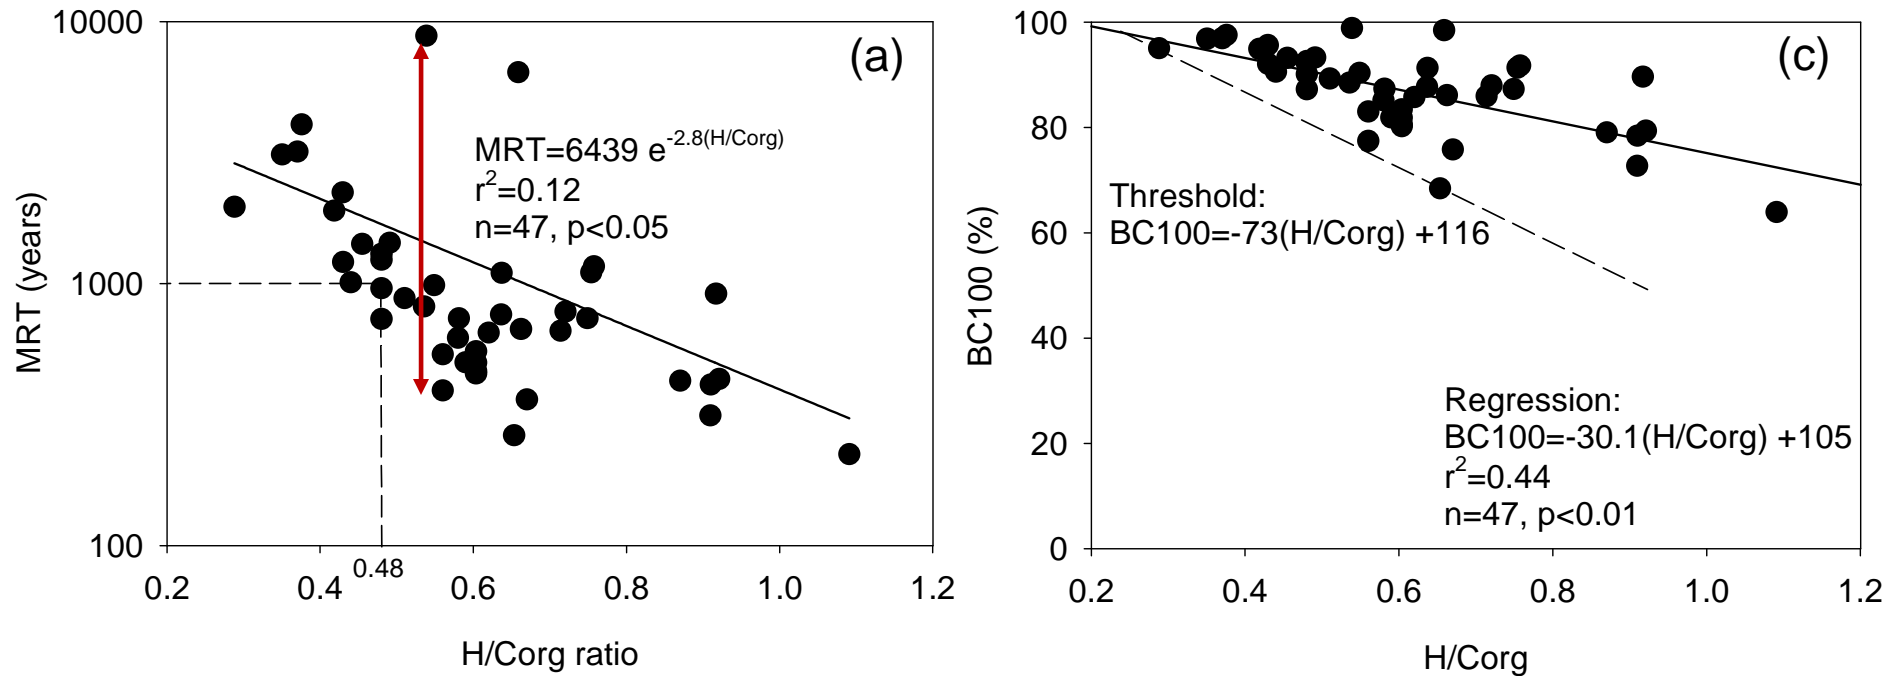 (a)
MRT=6439 e^-2.8(H/Corg)
r²=0.12
n=47, p<0.05
MRT (years)
10000
1000
100
0.2 0.4 0.48 0.6 0.8 1.0 1.2
H/Corg ratio
(c)
Threshold:
BC100=-73(H/Corg) +116
Regression:
BC100=-30.1(H/Corg) +105
r²=0.44
n=47, p<0.01
BC100 (%)
100
80
60
40
20
0
0.2 0.4 0.6 0.8 1.0 1.2
H/Corg